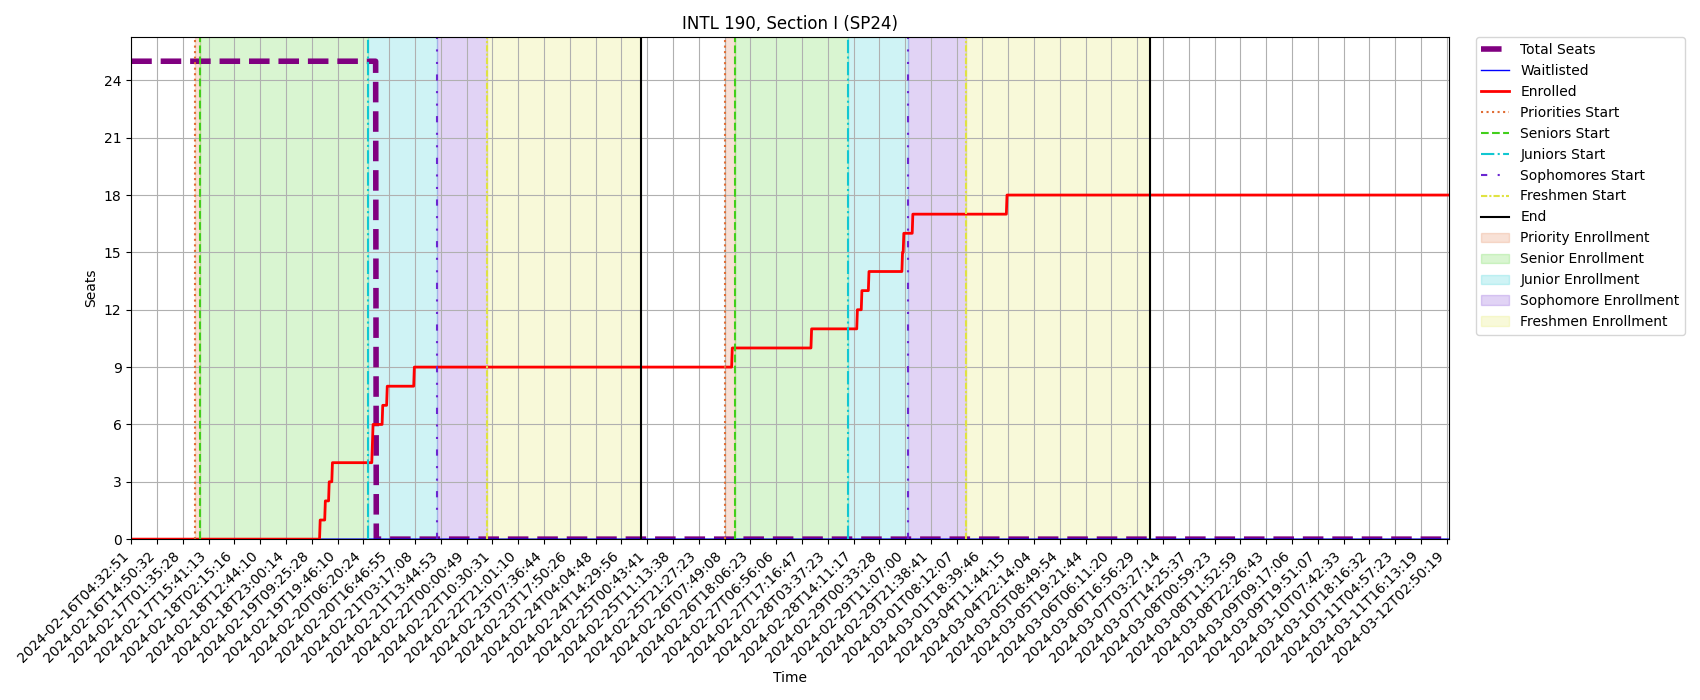 INTL 190, Section I (SP24)
Seats
24
21
18
15
12
9
6
3
0
2024-02-16T04:32:51
2024-02-16T14:50:32
2024-02-17T01:35:28
2024-02-17T15:41:13
2024-02-18T02:15:16
2024-02-18T12:44:10
2024-02-18T23:00:14
2024-02-19T09:25:28
2024-02-19T19:46:10
2024-02-20T06:20:24
2024-02-20T16:46:55
2024-02-21T03:17:08
2024-02-21T13:44:53
2024-02-22T00:00:49
2024-02-22T10:30:31
2024-02-22T21:01:10
2024-02-23T07:36:44
2024-02-23T17:50:26
2024-02-24T04:04:48
2024-02-24T14:29:56
2024-02-25T00:43:41
2024-02-25T11:13:38
2024-02-25T21:27:23
2024-02-26T07:49:08
2024-02-26T18:06:23
2024-02-27T06:56:06
2024-02-27T17:16:47
2024-02-28T03:37:23
2024-02-28T14:11:17
2024-02-29T00:33:28
2024-02-29T11:07:00
2024-02-29T21:38:41
2024-03-01T08:12:07
2024-03-01T18:39:46
2024-03-04T11:44:15
2024-03-04T22:14:04
2024-03-05T08:49:54
2024-03-05T19:21:44
2024-03-06T06:11:20
2024-03-06T16:56:29
2024-03-07T03:27:14
2024-03-07T14:25:37
2024-03-08T00:59:23
2024-03-08T11:52:59
2024-03-08T22:26:43
2024-03-09T09:17:06
2024-03-09T19:51:07
2024-03-10T07:42:33
2024-03-10T18:16:32
2024-03-11T04:57:23
2024-03-11T16:13:19
2024-03-12T02:50:19
Time
Total Seats
Waitlisted
Enrolled
Priorities Start
Seniors Start
Juniors Start
Sophomores Start
Freshmen Start
End
Priority Enrollment
Senior Enrollment
Junior Enrollment
Sophomore Enrollment
Freshmen Enrollment